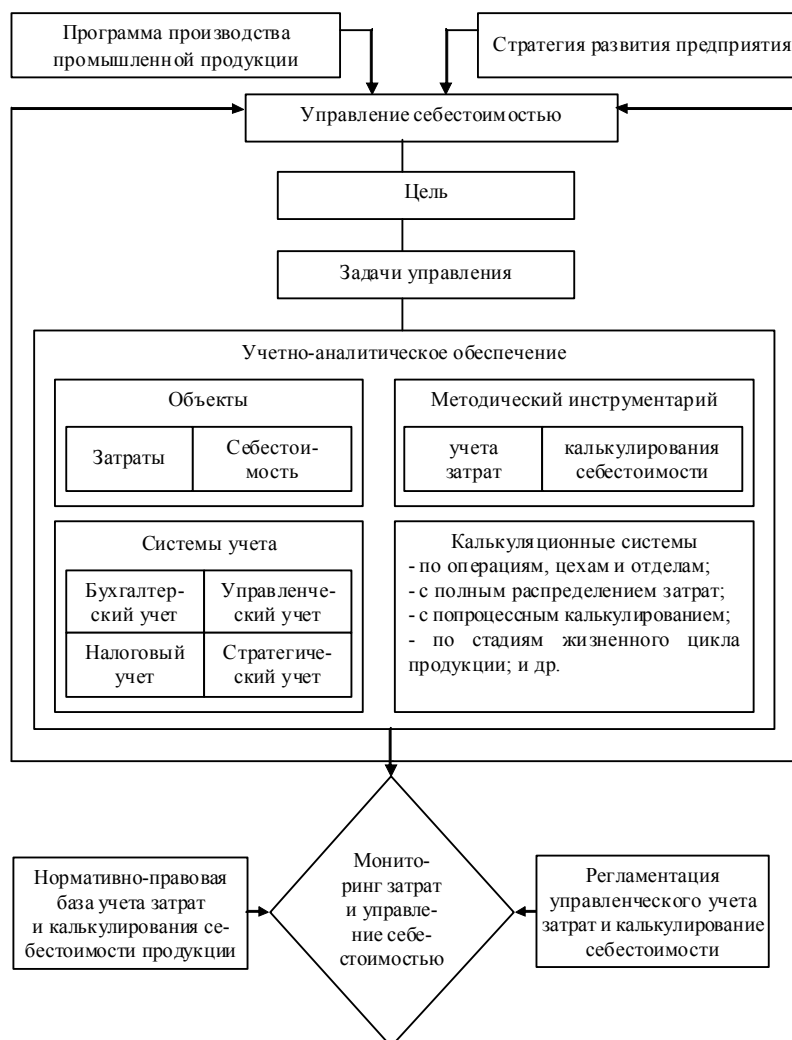 Программа производства
промышленной продукции
Стратегия развития предприятия
Управление себестоимостью
Цель
Задачи управления
Учетно-аналитическое обеспечение
Объекты
Затраты
Себестои-
мость
Методический инструментарий
учета
затрат
калькулирования
себестоимости
Системы учета
Бухгалтер-
ский учет
Управленче-
ский учет
Налоговый
учет
Стратегиче-
ский учет
Калькуляционные системы
- по операциям, цехам и отделам;
- с полным распределением затрат;
- с попроцессным калькулированием;
- по стадиям жизненного цикла
продукции; и др.
Нормативно-правовая
база учета затрат
и калькулирования се-
бестоимости продукции
Монито-
ринг затрат
и управле-
ние себе-
стоимостью
Регламентация
управленческого учета
затрат и калькулирование
себестоимости